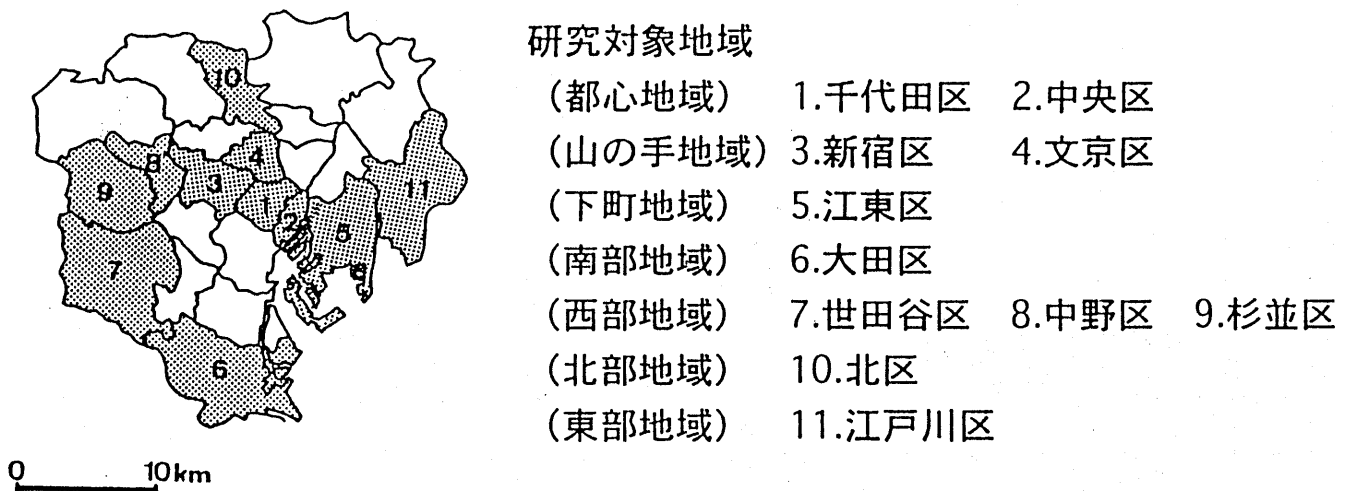 研究対象地域
(都心地域) 1.千代田区 2.中央区
(山の手地域) 3.新宿区 4.文京区
(下町地域) 5.江東区
(南部地域) 6.大田区
(西部地域) 7.世田谷区 8.中野区 9.杉並区
(北部地域) 10.北区
(東部地域) 11.江戸川区
10
8
4
9
3
11
1
2
5
7
6
0 10km